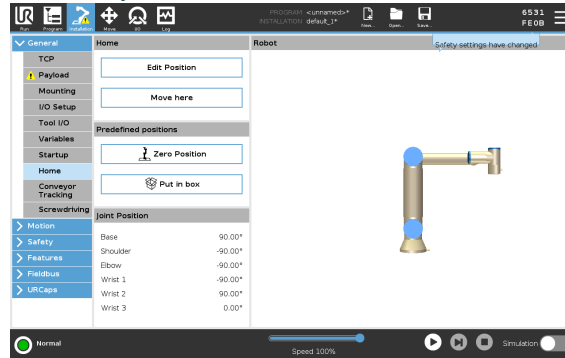 PROGRAM <unnamed>*
INSTALLATION default_1*
Run Program Installation Move I/O Log
New... Open... Save...
6531
FE0B
General
Home
Robot
Safety settings have changed
TCP
Payload
Mounting
I/O Setup
Tool I/O
Variables
Startup
Home
Conveyor
Tracking
Screwdriving
Motion
Safety
Features
Fieldbus
URCaps
Edit Position
Move here
Predefined positions
Zero Position
Put in box
Joint Position
Base 90.00°
Shoulder -90.00°
Elbow -90.00°
Wrist 1 -90.00°
Wrist 2 90.00°
Wrist 3 0.00°
Normal
Speed 100%
Simulation